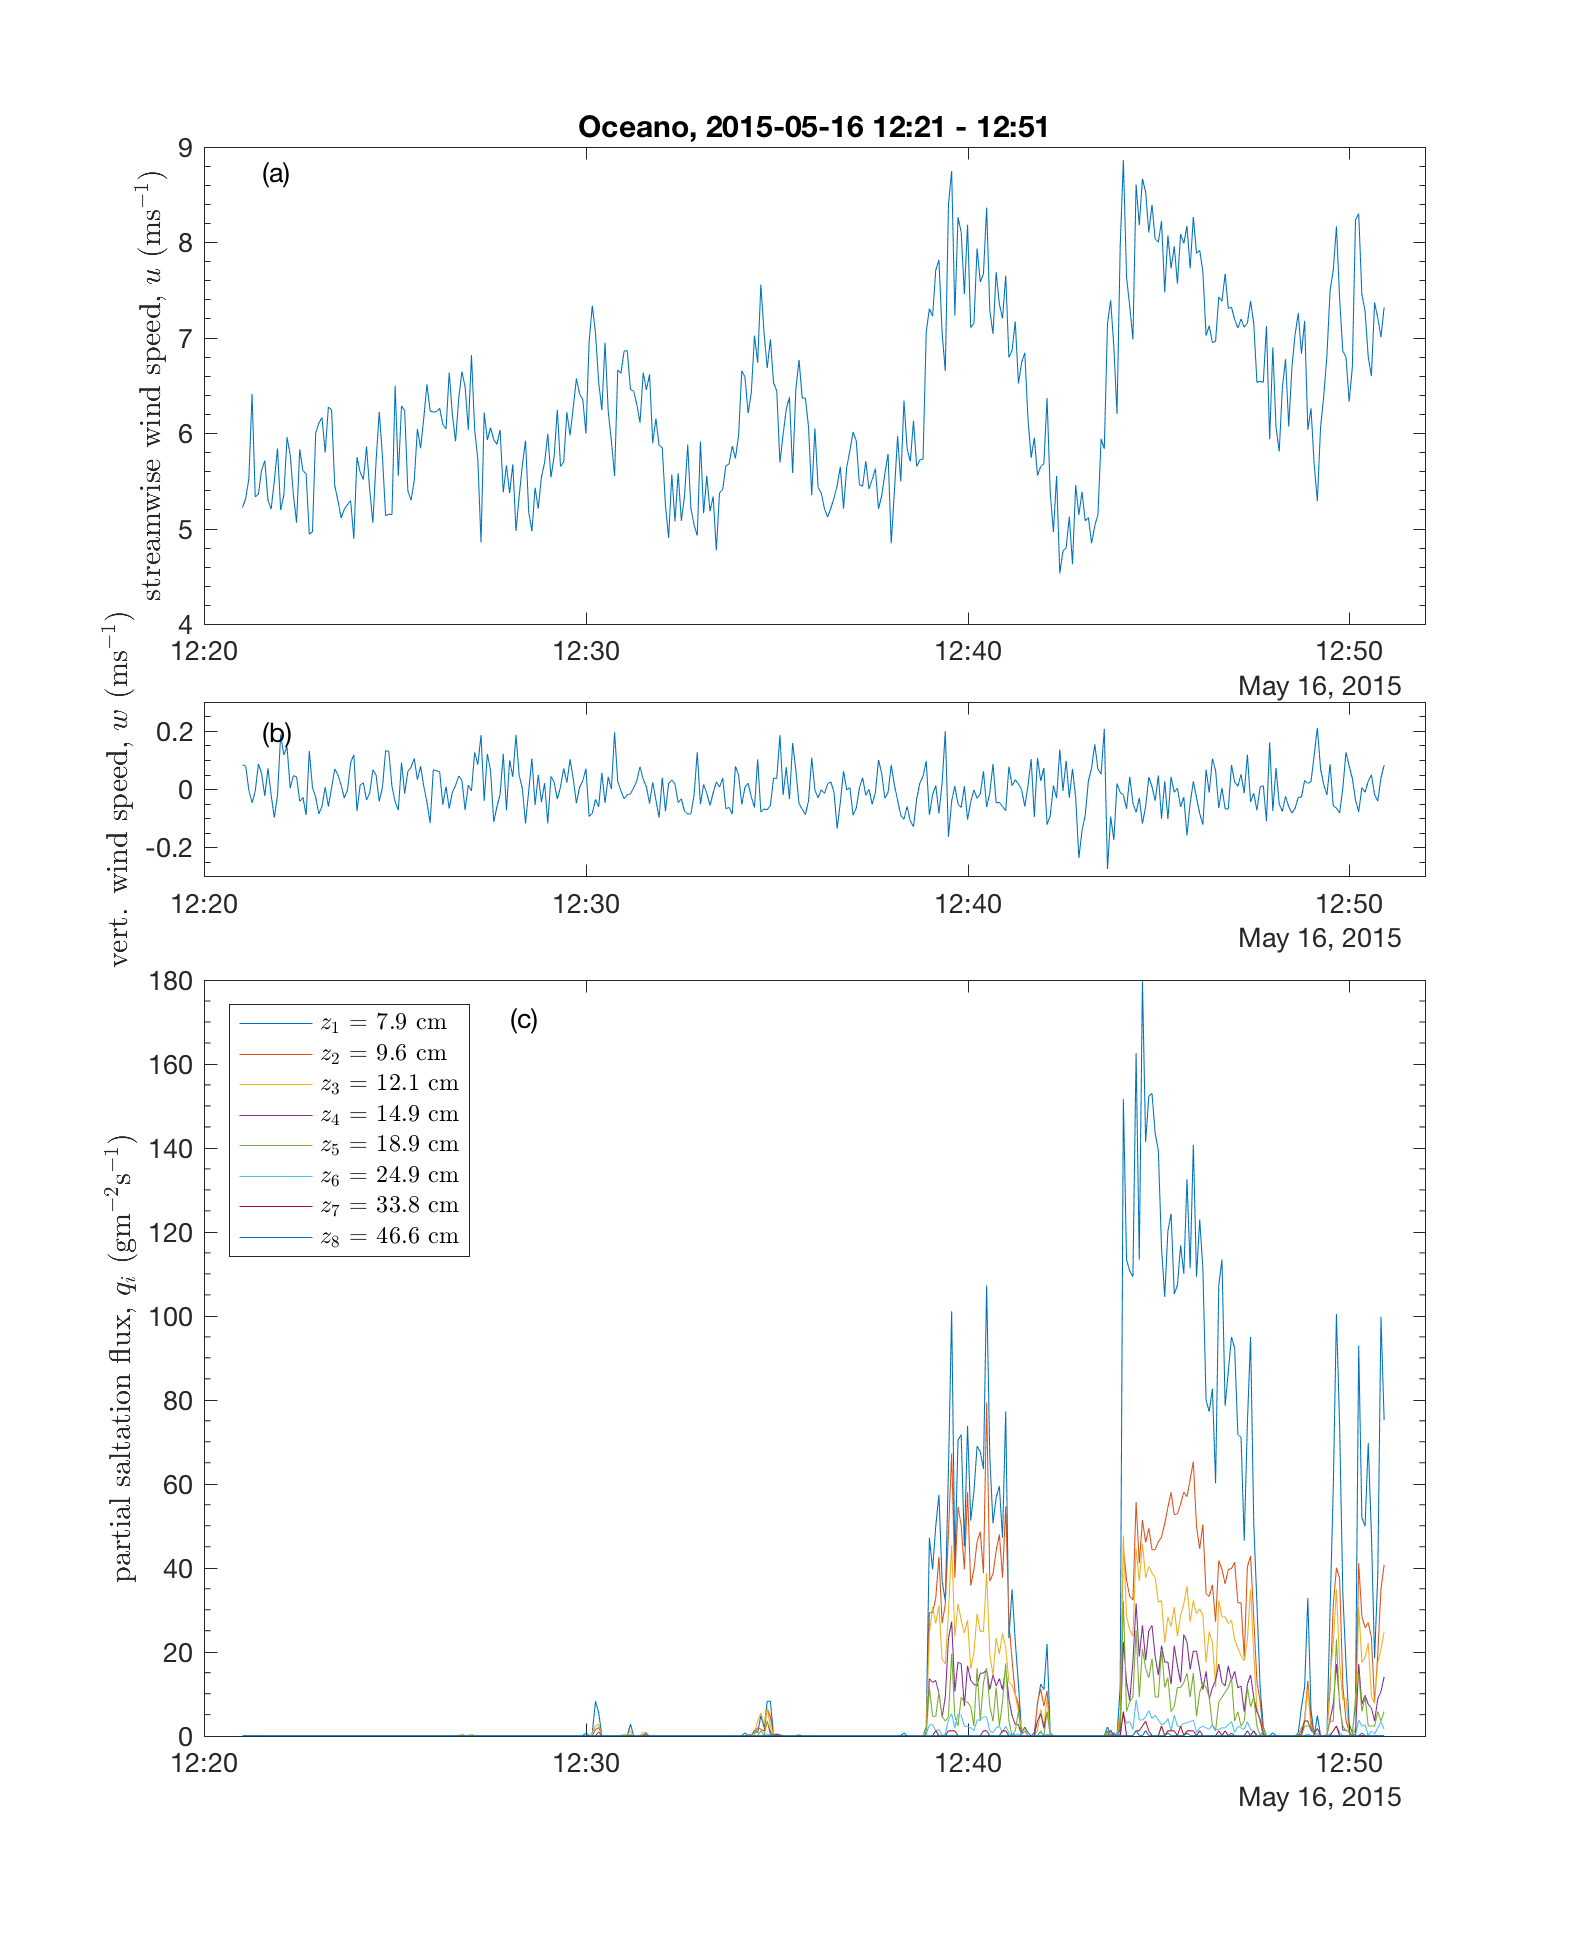 Oceano, 2015-05-16 12:21 - 12:51
(a)
streamwise wind speed, u (ms⁻¹)
9
8
7
6
5
4
12:20 12:30 12:40 12:50
May 16, 2015
(b)
vert. wind speed, w (ms⁻¹)
0.2
0
-0.2
12:20 12:30 12:40 12:50
May 16, 2015
(c)
partial saltation flux, qᵢ (gm⁻²s⁻¹)
180
160
140
120
100
80
60
40
20
0
z₁ = 7.9 cm
z₂ = 9.6 cm
z₃ = 12.1 cm
z₄ = 14.9 cm
z₅ = 18.9 cm
z₆ = 24.9 cm
z₇ = 33.8 cm
z₈ = 46.6 cm
12:20 12:30 12:40 12:50
May 16, 2015